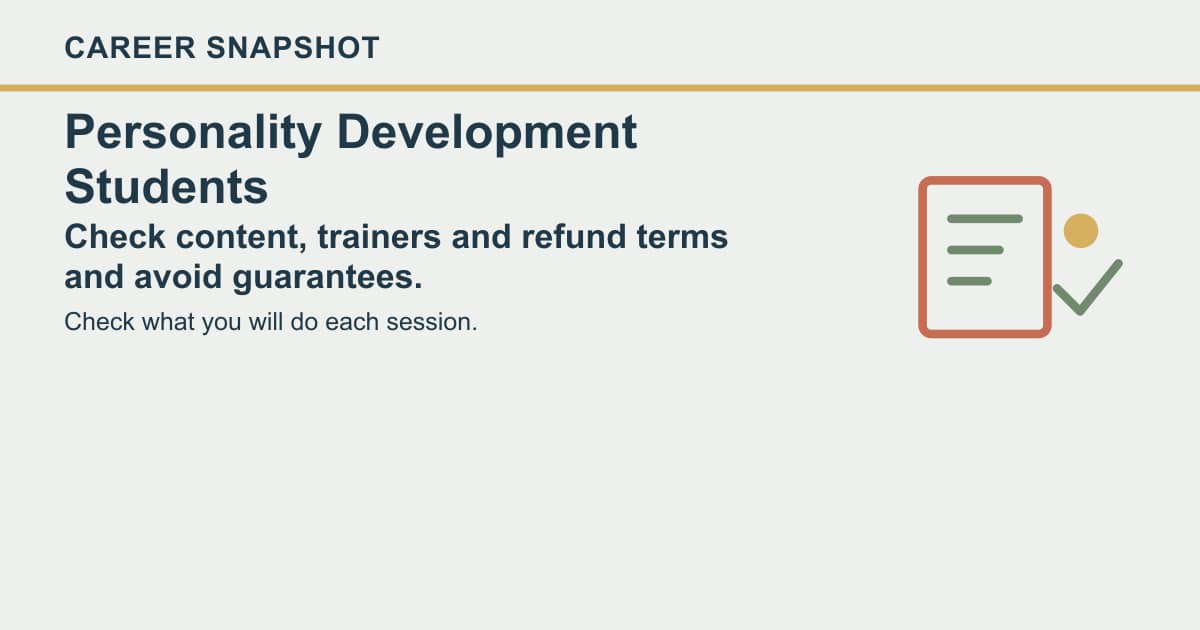 CAREER SNAPSHOT
Personality Development
Students
Check content, trainers and refund terms
and avoid guarantees.
Check what you will do each session.